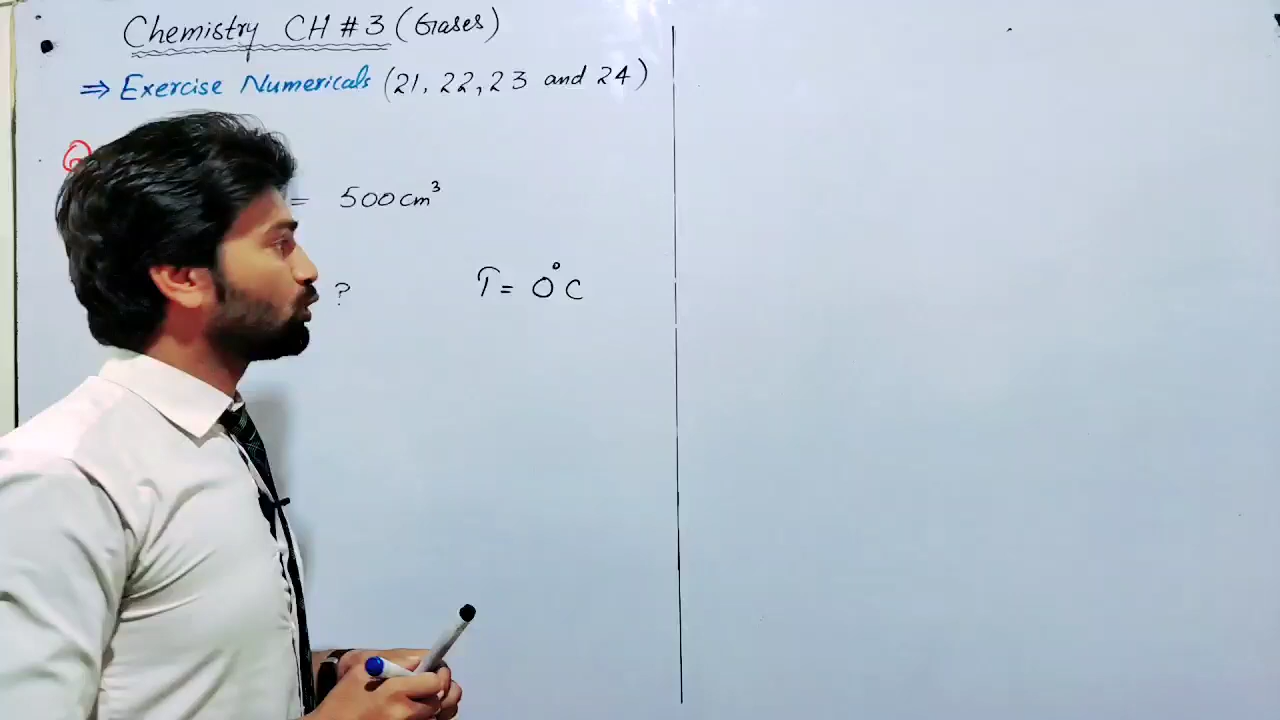 Chemistry CH # 3 (Gases)
⇒ Exercise Numericals (21, 22, 23 and 24)
Q
= 500 cm³
? T = 0°C